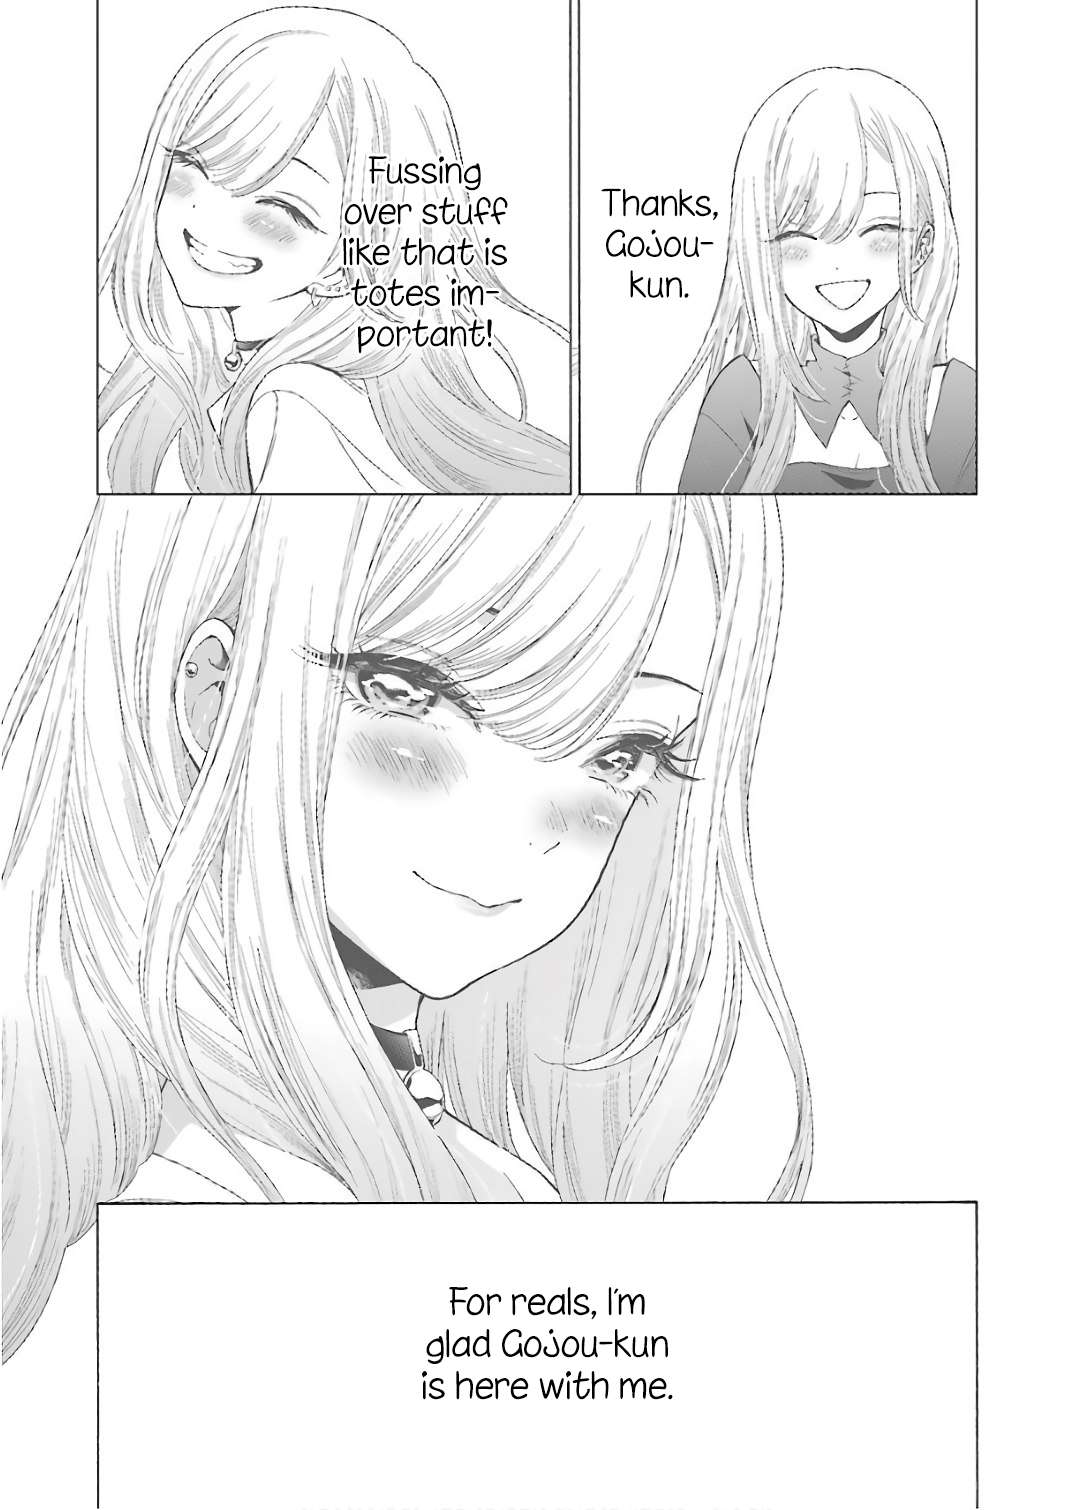 Thanks,
Gojou-
kun.
Fussing
over stuff
like that is
totes im-
portant!
For reals, I'm
glad Gojou-kun
is here with me.